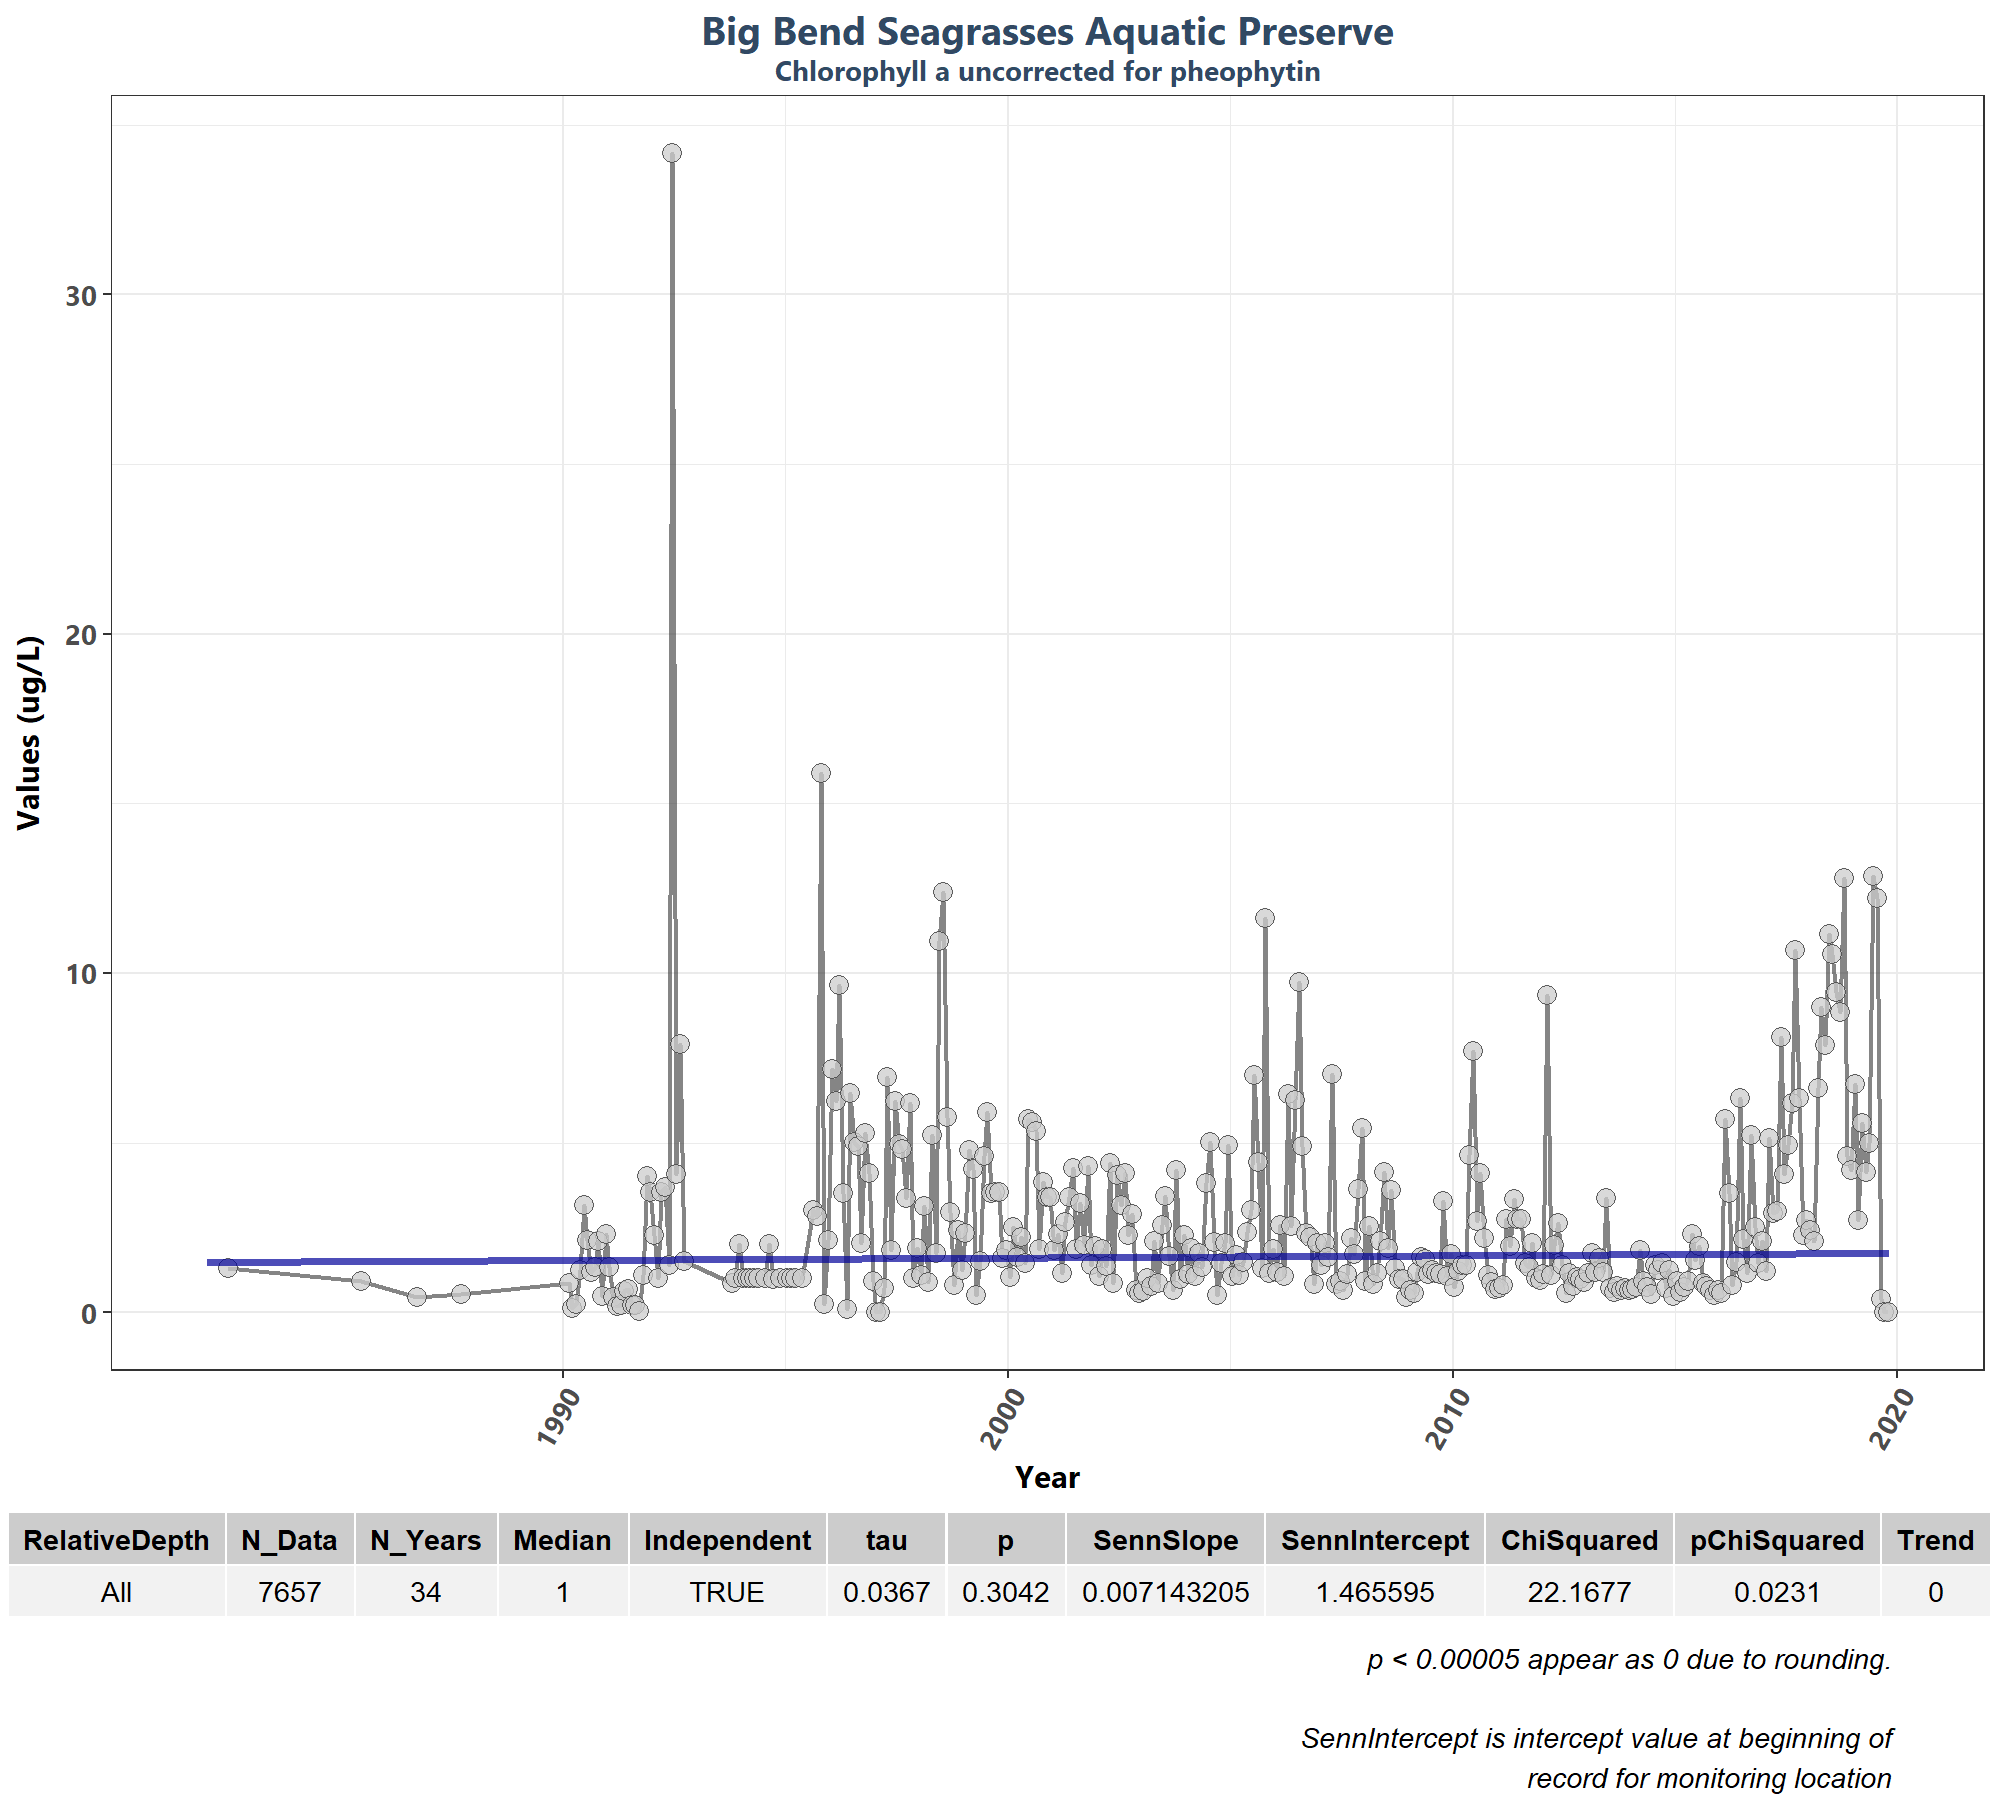 Big Bend Seagrasses Aquatic Preserve
Chlorophyll a uncorrected for pheophytin
Values (ug/L)
30
20
10
0
1990 2000 2010 2020
Year
RelativeDepth N_Data N_Years Median Independent tau p SennSlope SennIntercept ChiSquared pChiSquared Trend
All 7657 34 1 TRUE 0.0367 0.3042 0.007143205 1.465595 22.1677 0.0231 0
p < 0.00005 appear as 0 due to rounding.
SennIntercept is intercept value at beginning of
record for monitoring location